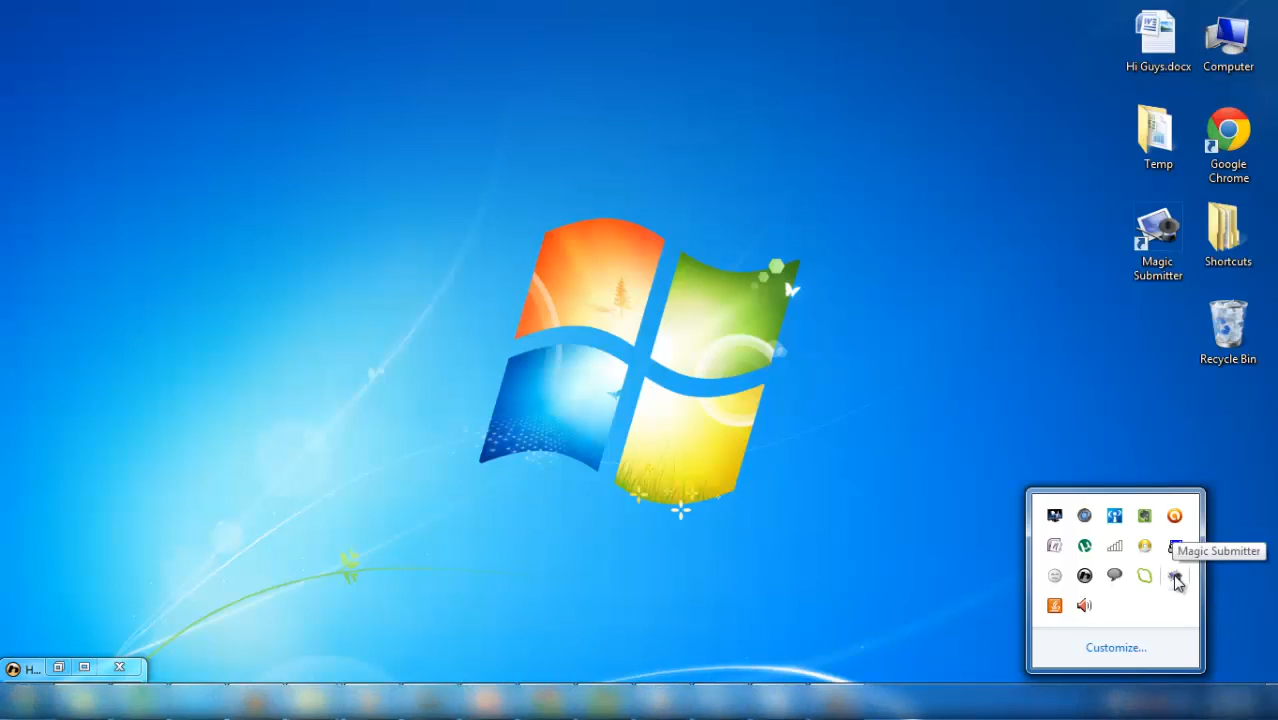 Hi Guys.docx
Computer
Temp
Google
Chrome
Magic
Submitter
Shortcuts
Recycle Bin
Magic Submitter
Customize...
H...